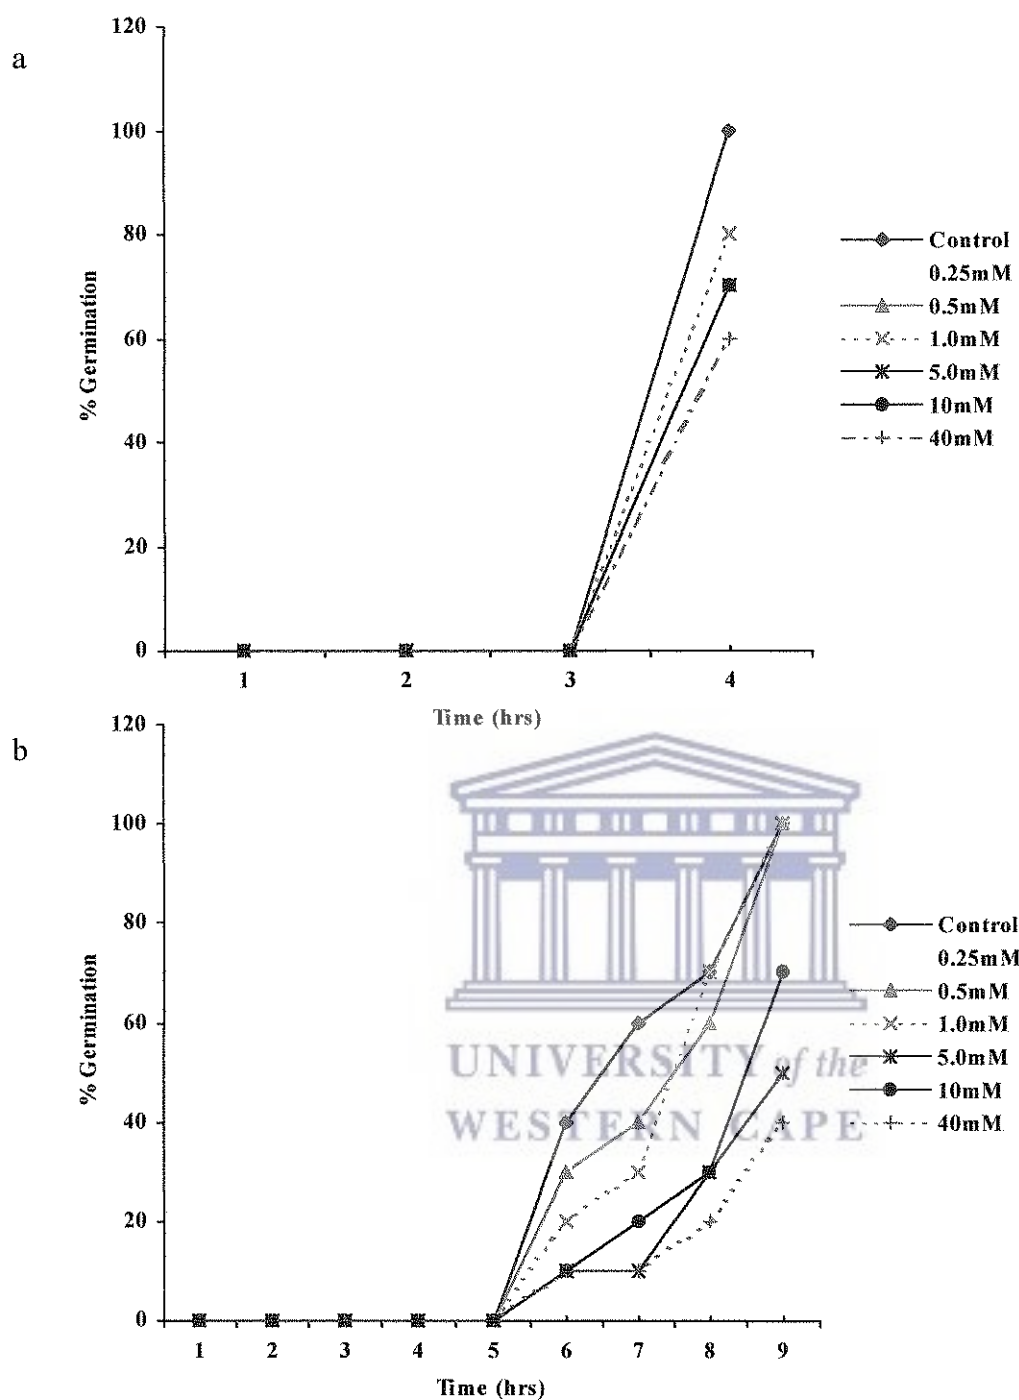 a
120
100
80
60
40
20
0
% Germination
1 2 3 4
Time (hrs)
Control
0.25mM
0.5mM
1.0mM
5.0mM
10mM
40mM
b
120
100
80
60
40
20
0
% Germination
1 2 3 4 5 6 7 8 9
Time (hrs)
Control
0.25mM
0.5mM
1.0mM
5.0mM
10mM
40mM
UNIVERSITY of the
WESTERN CAPE